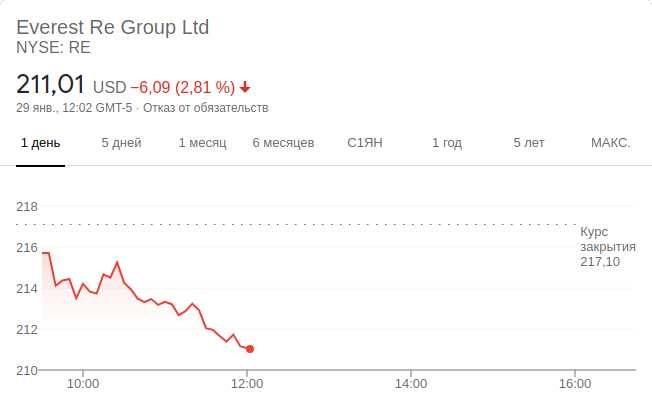 Everest Re Group Ltd
NYSE: RE
211,01 USD −6,09 (2,81 %)
29 янв., 12:02 GMT-5 · Отказ от обязательств
1 день 5 дней 1 месяц 6 месяцев С1ЯН 1 год 5 лет МАКС.
218
216
214
212
210
Курс
закрытия
217,10
10:00 12:00 14:00 16:00